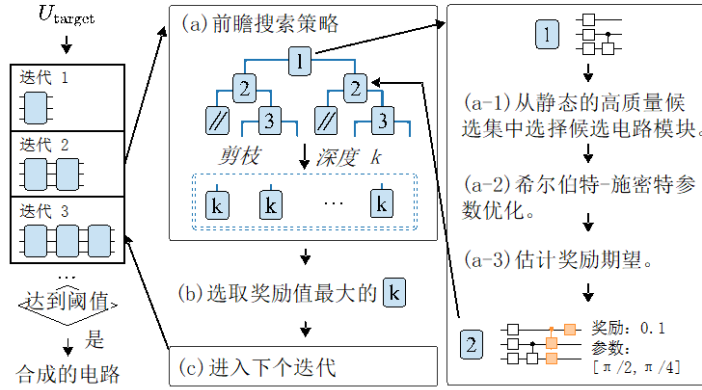 U_target
迭代 1
迭代 2
迭代 3
...
达到阈值
是
合成的电路
(a)前瞻搜索策略
1
2
2
//
3
//
3
剪枝
深度 k
k
k
...
k
(b)选取奖励值最大的 k
(c)进入下个迭代
1
(a-1)从静态的高质量候
选集中选择候选电路模块。
(a-2)希尔伯特-施密特参
数优化。
(a-3)估计奖励期望。
2
奖励: 0.1
参数:
[π/2,π/4]